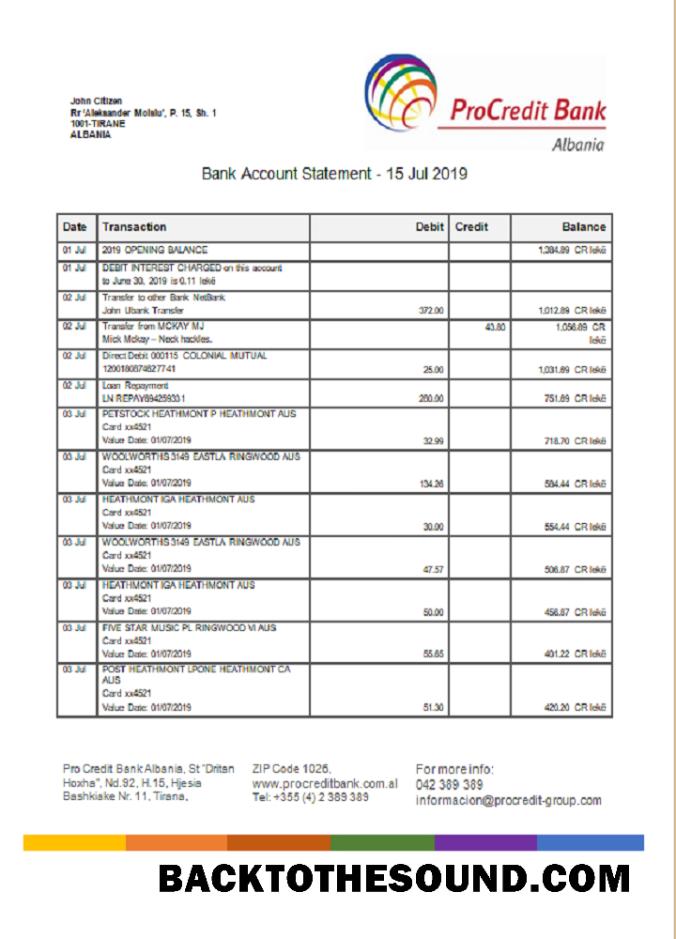 John Citizen
Rr 'Aleksander Moisiu', P. 15, Sh. 1
1001-TIRANE
ALBANIA
ProCredit Bank
Albania
Bank Account Statement - 15 Jul 2019
Date Transaction Debit Credit Balance
01 Jul 2019 OPENING BALANCE 1,384.89 CR lekë
01 Jul DEBIT INTEREST CHARGED on this account
to June 30, 2019 is 0.11 lekë
02 Jul Transfer to other Bank NetBank
John Ubank Transfer 372.00 1,012.89 CR lekë
02 Jul Transfer from MCKAY MJ 43.80 1,056.69 CR
Mick Mckay – Neck hackles. lekë
02 Jul Direct Debit 000115 COLONIAL MUTUAL
1200180874627741 25.00 1,031.69 CR lekë
02 Jul Loan Repayment
LN REPAY894259331 280.00 751.69 CR lekë
03 Jul PETSTOCK HEATHMONT P HEATHMONT AUS
Card xx4521
Value Date: 01/07/2019 32.99 718.70 CR lekë
03 Jul WOOLWORTHS 3149 EASTLA RINGWOOD AUS
Card xx4521
Value Date: 01/07/2019 134.26 584.44 CR lekë
03 Jul HEATHMONT IGA HEATHMONT AUS
Card xx4521
Value Date: 01/07/2019 30.00 554.44 CR lekë
03 Jul WOOLWORTHS 3149 EASTLA RINGWOOD AUS
Card xx4521
Value Date: 01/07/2019 47.57 506.87 CR lekë
03 Jul HEATHMONT IGA HEATHMONT AUS
Card xx4521
Value Date: 01/07/2019 50.00 456.87 CR lekë
03 Jul FIVE STAR MUSIC PL RINGWOOD VI AUS
Card xx4521
Value Date: 01/07/2019 55.65 401.22 CR lekë
03 Jul POST HEATHMONT LPONE HEATHMONT CA
AUS
Card xx4521
Value Date: 01/07/2019 51.30 420.20 CR lekë
Pro Credit Bank Albania, St "Dritan
Hoxha", Nd.92, H.15, Hjesia
Bashkiake Nr. 11, Tirana,
ZIP Code 1026,
www.procreditbank.com.al
Tel: +355 (4) 2 389 389
For more info:
042 389 389
informacion@procredit-group.com
BACKTOTHESOUND.COM